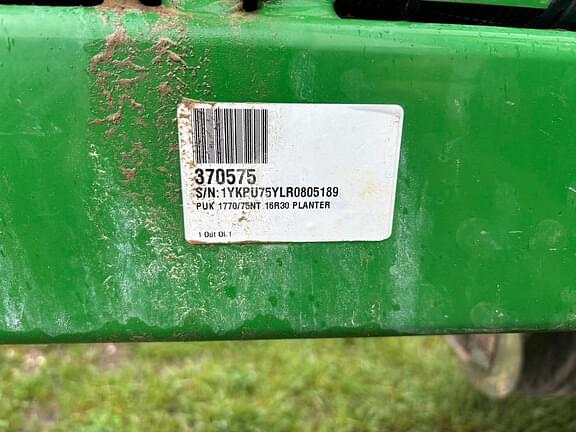 370575
S/N:1YKPU75YLR0805189
PUK 1770/75NT 16R30 PLANTER
1 Out Of 1